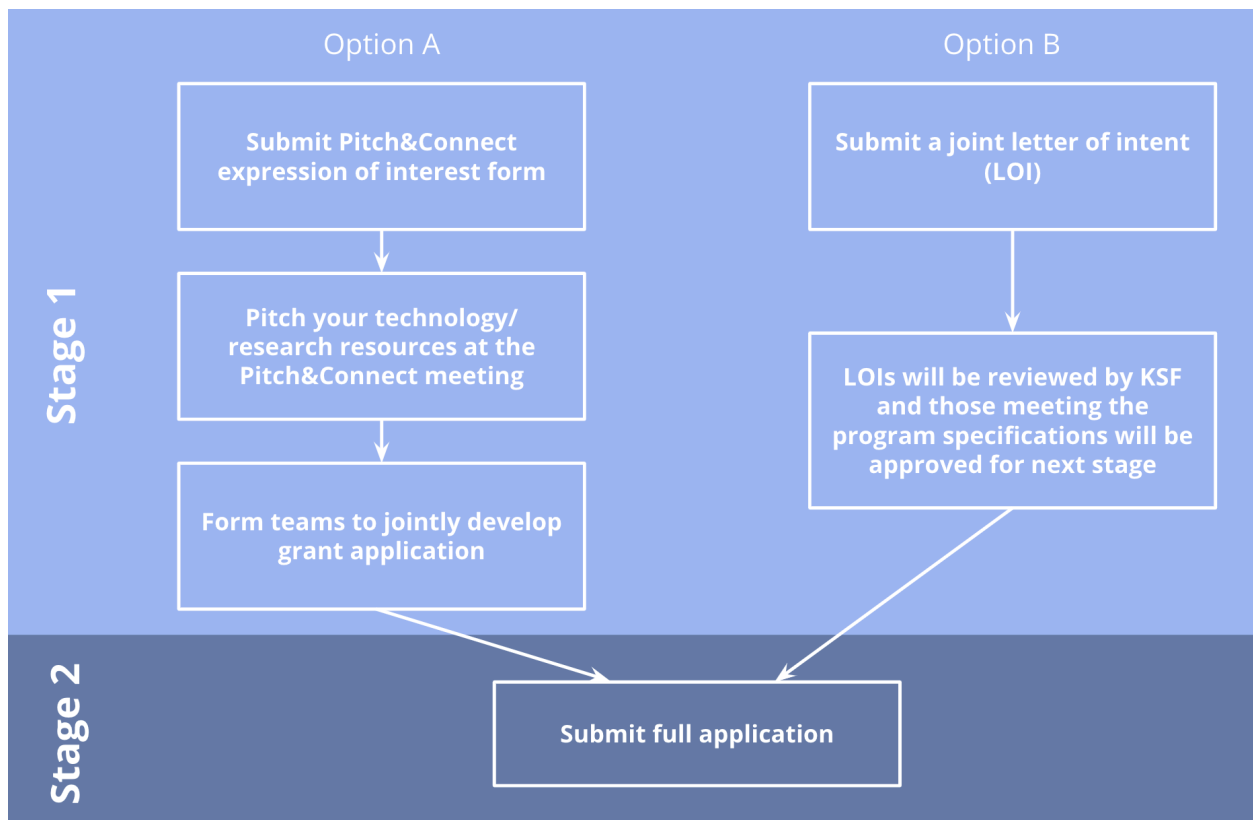 Option A
Submit Pitch&Connect
expression of interest form
Pitch your technology/
research resources at the
Pitch&Connect meeting
Form teams to jointly develop
grant application
Option B
Submit a joint letter of intent
(LOI)
LOIs will be reviewed by KSF
and those meeting the
program specifications will be
approved for next stage
Stage 1
Stage 2
Submit full application